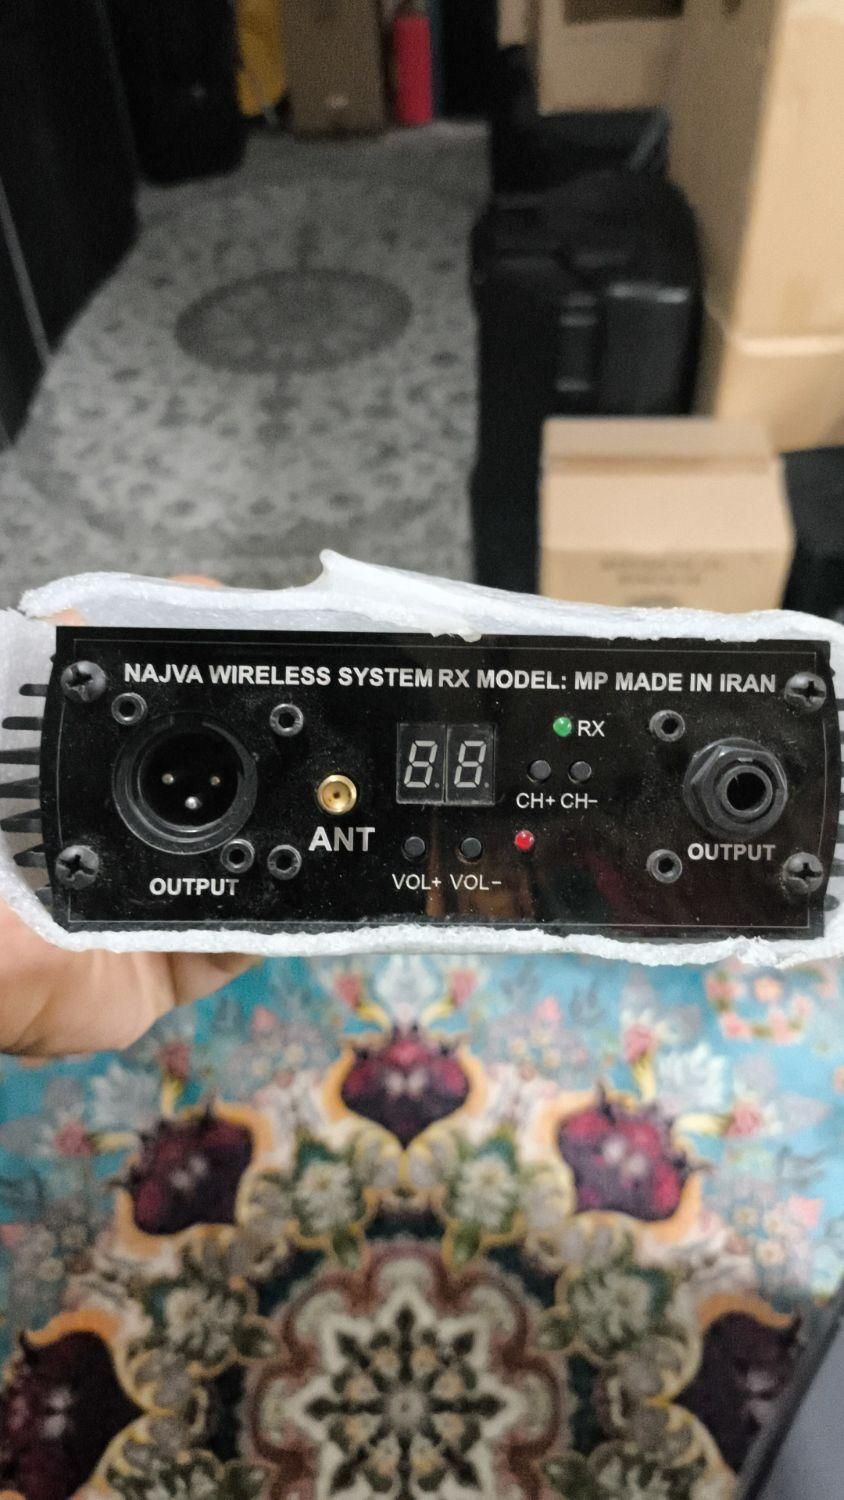 NAJVA WIRELESS SYSTEM RX MODEL: MP MADE IN IRAN
RX
CH+ CH−
ANT
VOL+ VOL−
OUTPUT
OUTPUT